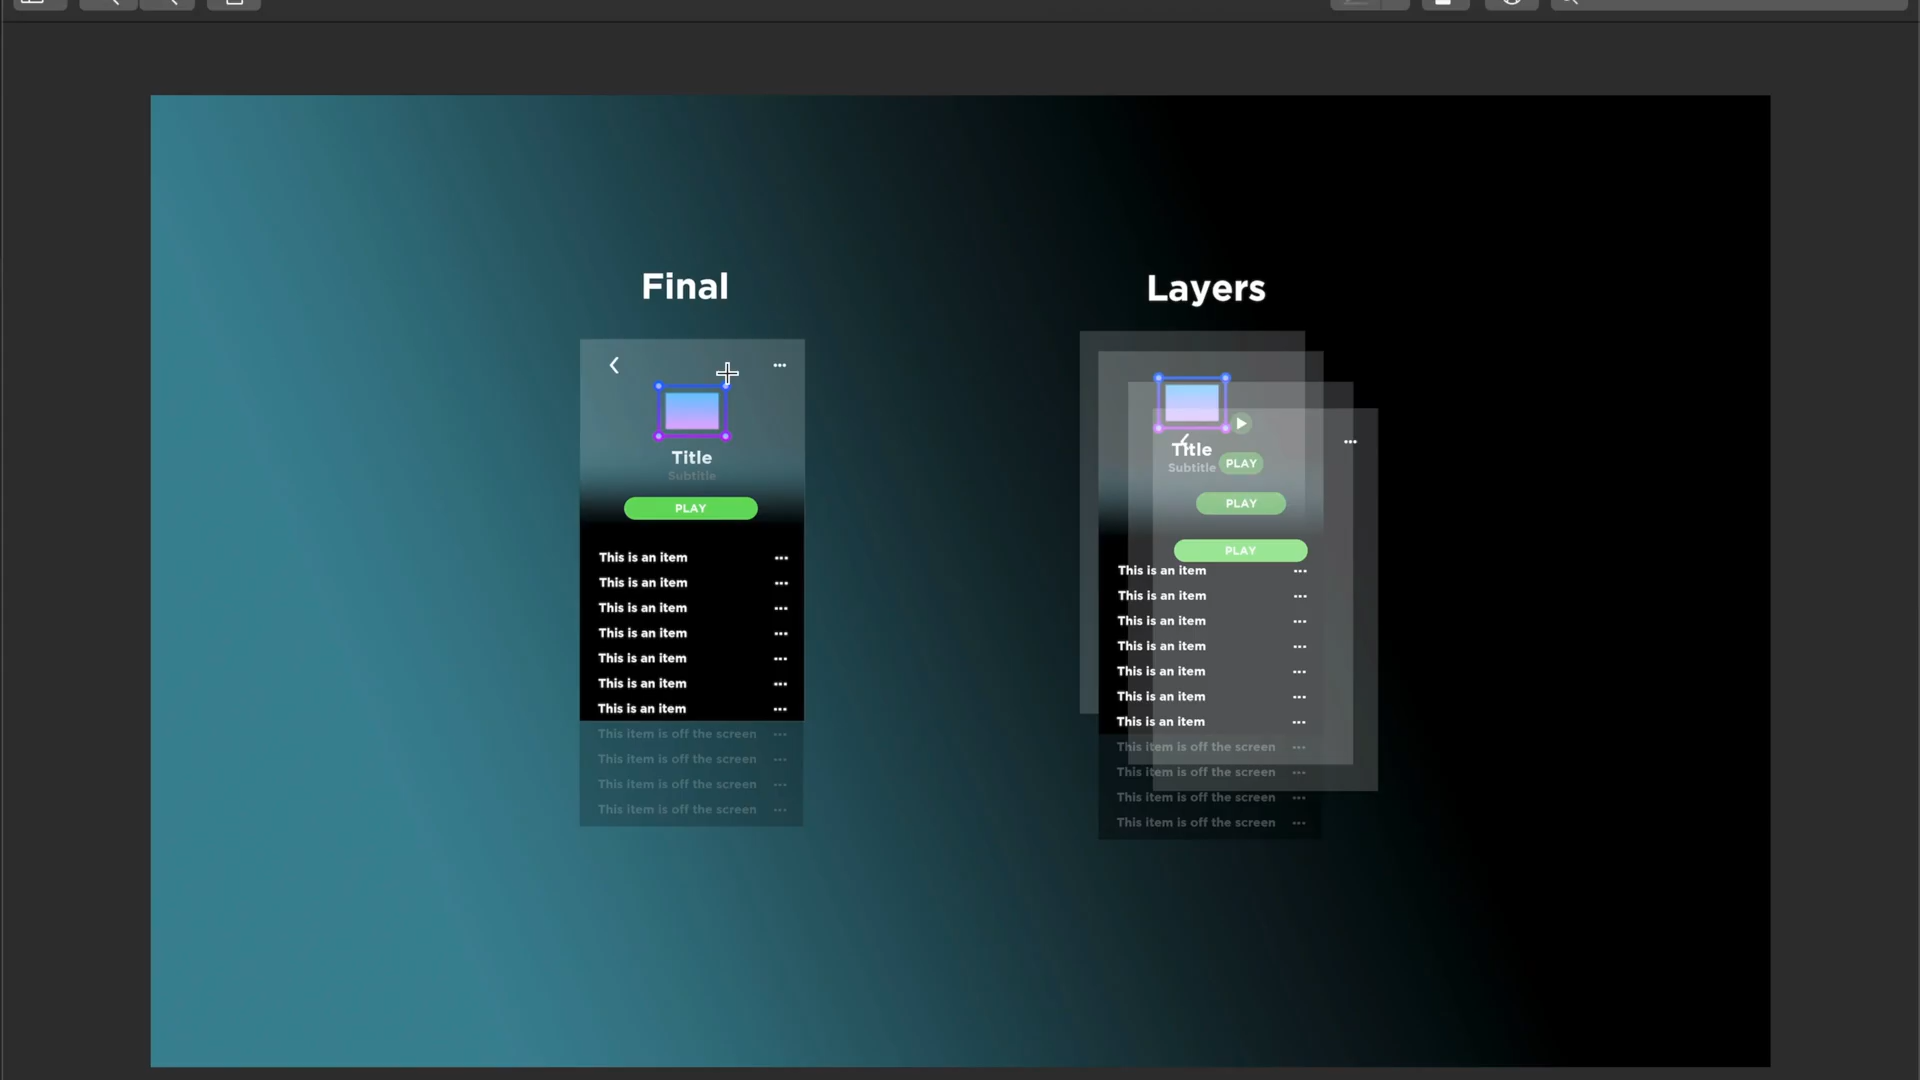 Final
Title
Subtitle
PLAY
This is an item ...
This is an item ...
This is an item ...
This is an item ...
This is an item ...
This is an item ...
This is an item ...
This item is off the screen ...
This item is off the screen ...
This item is off the screen ...
This item is off the screen ...
Layers
Title
Subtitle
PLAY
PLAY
PLAY
This is an item ...
This is an item ...
This is an item ...
This is an item ...
This is an item ...
This is an item ...
This is an item ...
This item is off the screen ...
This item is off the screen ...
This item is off the screen ...
This item is off the screen ...